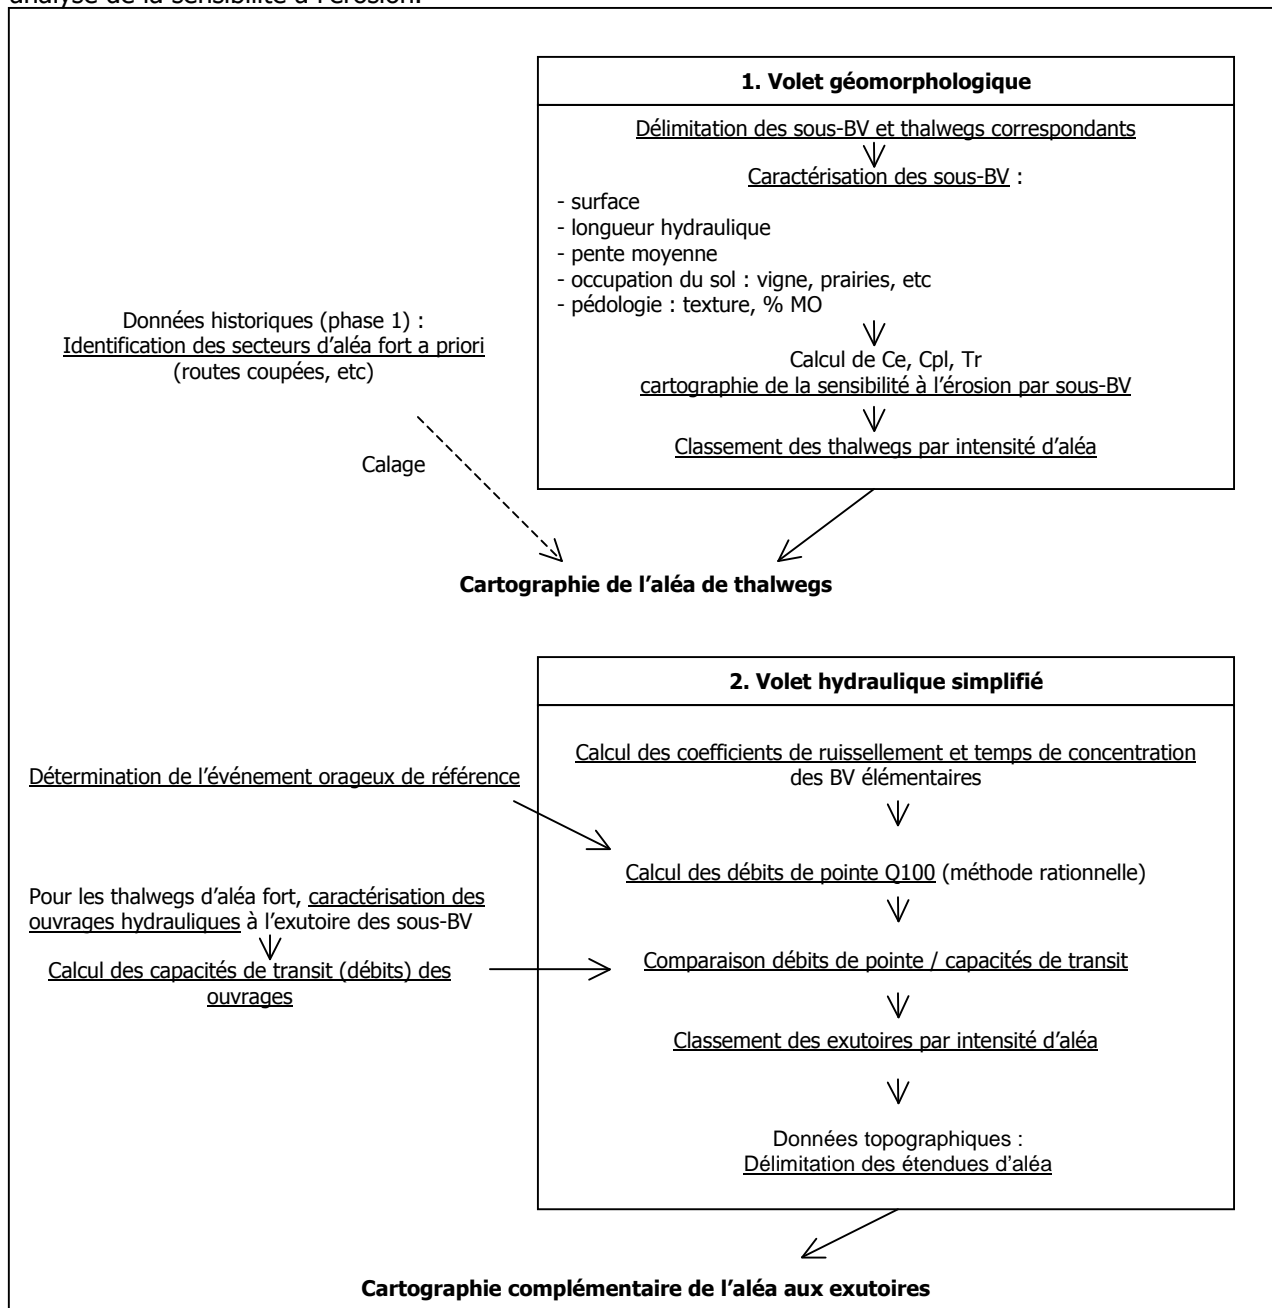 analyse de la sensibilité à l'érosion.
1. Volet géomorphologique
Délimitation des sous-BV et thalwegs correspondants
Caractérisation des sous-BV :
- surface
- longueur hydraulique
- pente moyenne
- occupation du sol : vigne, prairies, etc
- pédologie : texture, % MO
Données historiques (phase 1) :
Identification des secteurs d'aléa fort a priori
(routes coupées, etc)
Calcul de Ce, Cpl, Tr
cartographie de la sensibilité à l'érosion par sous-BV
Classement des thalwegs par intensité d'aléa
Calage
Cartographie de l'aléa de thalwegs
2. Volet hydraulique simplifié
Calcul des coefficients de ruissellement et temps de concentration
des BV élémentaires
Détermination de l'événement orageux de référence
Calcul des débits de pointe Q100 (méthode rationnelle)
Pour les thalwegs d'aléa fort, caractérisation des
ouvrages hydrauliques à l'exutoire des sous-BV
Calcul des capacités de transit (débits) des
ouvrages
Comparaison débits de pointe / capacités de transit
Classement des exutoires par intensité d'aléa
Données topographiques :
Délimitation des étendues d'aléa
Cartographie complémentaire de l'aléa aux exutoires